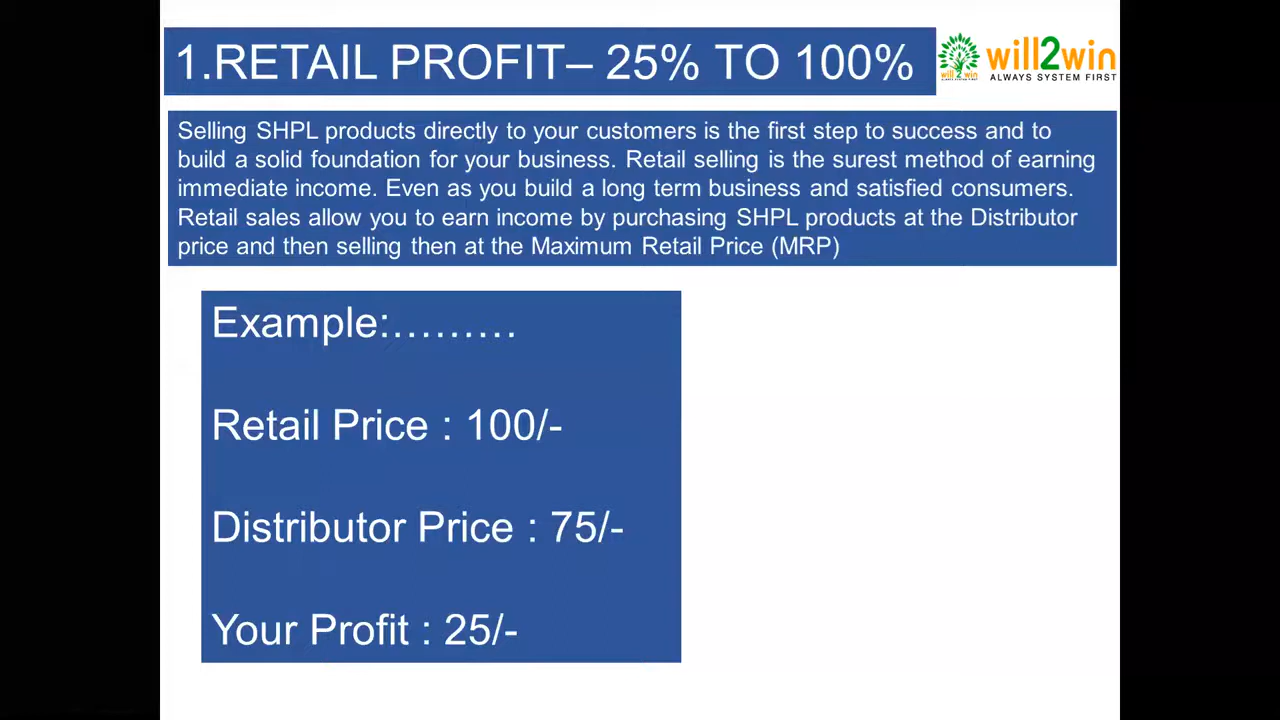 1.RETAIL PROFIT– 25% TO 100%
will2win
ALWAYS SYSTEM FIRST
will 2 win
Selling SHPL products directly to your customers is the first step to success and to
build a solid foundation for your business. Retail selling is the surest method of earning
immediate income. Even as you build a long term business and satisfied consumers.
Retail sales allow you to earn income by purchasing SHPL products at the Distributor
price and then selling then at the Maximum Retail Price (MRP)
Example:………
Retail Price : 100/-
Distributor Price : 75/-
Your Profit : 25/-